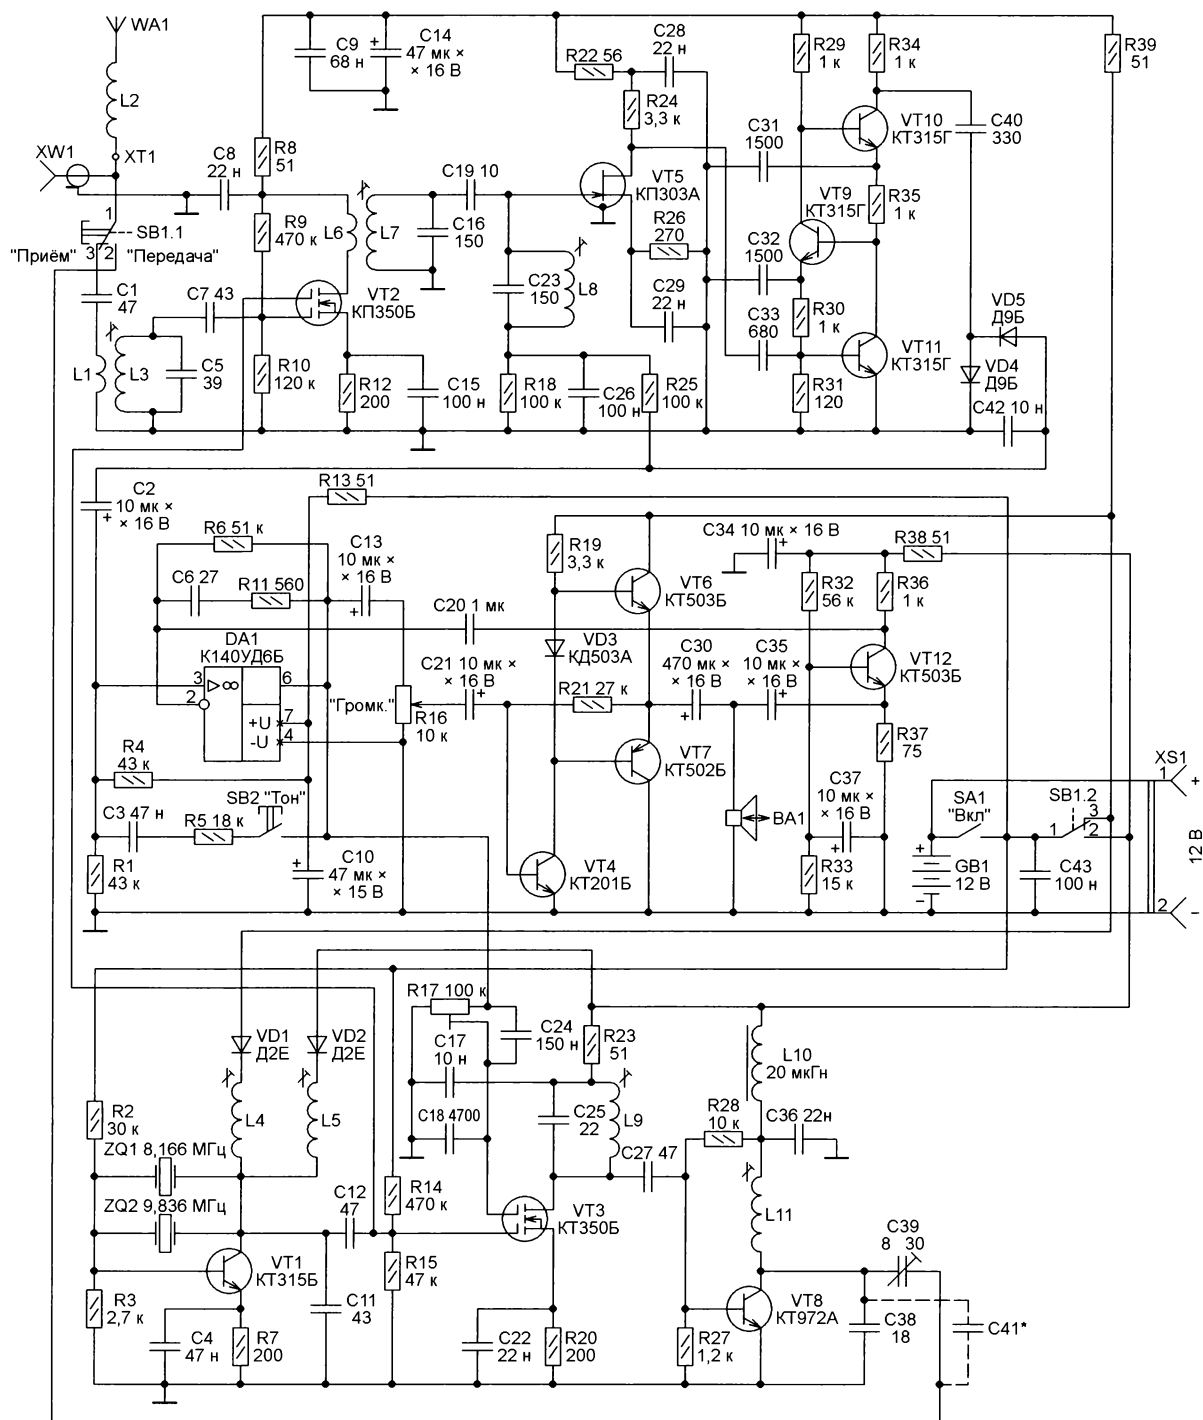 WA1
L2
XW1
XT1
1
SB1.1
"Приём"
3
2
"Передача"
C1
47
C7 43
L1
L3
C5
39
C8
22 н
R8
51
R9
470 к
R10
120 к
C9
68 н
C14
47 мк ×
× 16 В
L6
L7
C16
150
C19 10
VT2
КП350Б
R12
200
C15
100 н
C23
150
L8
R18
100 к
C26
100 н
R25
100 к
R22 56
C28
22 н
R24
3,3 к
VT5
КП303А
R26
270
C29
22 н
C31
1500
C32
1500
C33
680
R29
1 к
R34
1 к
R39
51
VT10
КТ315Г
C40
330
VT9
КТ315Г
R35
1 к
R30
1 к
VT11
КТ315Г
R31
120
VD5
Д9Б
VD4
Д9Б
C42 10 н
C2
10 мк ×
× 16 В
R13 51
R6 51 к
C6 27
R11 560
C13
10 мк ×
× 16 В
DA1
К140УД6Б
3
2
∞
6
+U
-U
7
4
"Громк."
R16
10 к
C20 1 мк
C21 10 мк ×
× 16 В
R4
43 к
C3 47 н
R5 18 к
SB2 "Тон"
R1
43 к
C10
47 мк ×
× 15 В
R19
3,3 к
VT6
КТ503Б
VD3
КД503А
R21 27 к
C30
470 мк ×
× 16 В
C35
10 мк ×
× 16 В
VT7
КТ502Б
VT4
КТ201Б
BA1
C34 10 мк × 16 В
R38 51
R32
56 к
R36
1 к
VT12
КТ503Б
R37
75
C37
10 мк ×
× 16 В
R33
15 к
SA1
"Вкл"
GB1
12 В
SB1.2
1
3
2
C43
100 н
XS1
1
+
12 В
2
−
R17 100 к
C17
10 н
C24
150 н
R23
51
C18 4700
C25
22
L9
L10
20 мкГн
VD1
Д2Е
VD2
Д2Е
L4
L5
R2
30 к
ZQ1 8,166 МГц
ZQ2 9,836 МГц
C12
47
R14
470 к
VT3
КТ350Б
C27 47
R28
10 к
C36 22н
L11
C39
8 30
VT1
КТ315Б
R3
2,7 к
C4
47 н
R7
200
C11
43
R15
47 к
C22
22 н
R20
200
R27
1,2 к
VT8
КТ972А
C38
18
C41*